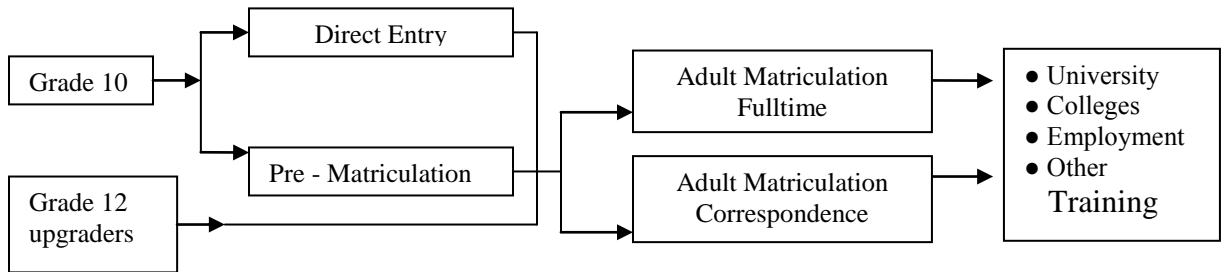 Grade 10
Grade 12
upgraders
Direct Entry
Pre - Matriculation
Adult Matriculation
Fulltime
Adult Matriculation
Correspondence
● University
● Colleges
● Employment
● Other
Training